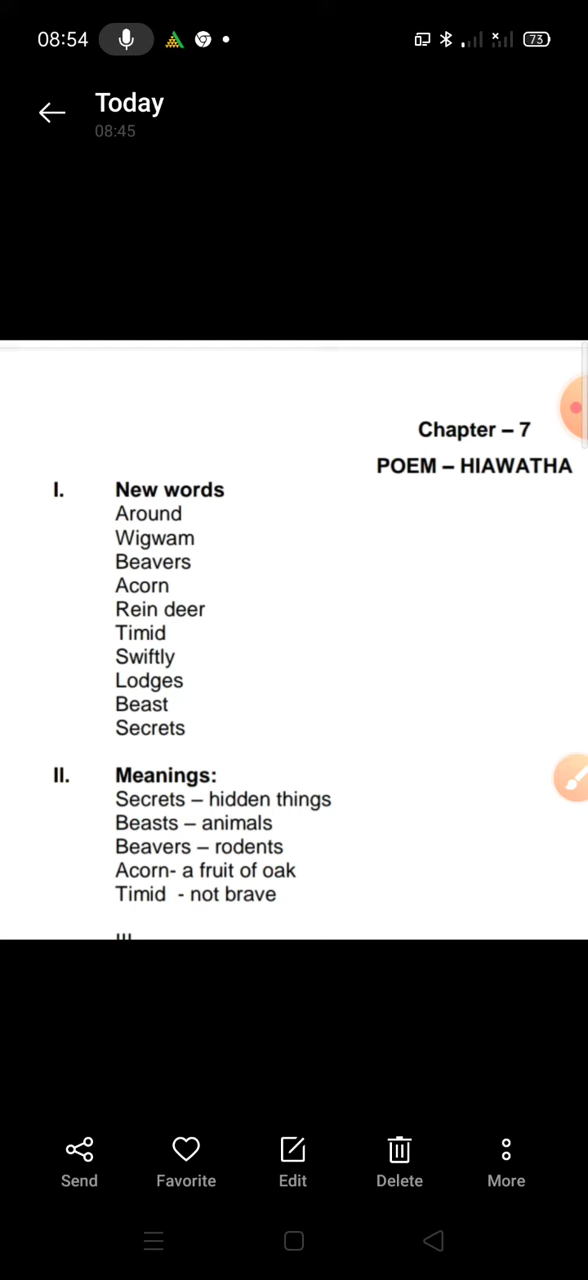 08:54
73
Today
08:45
Chapter – 7
POEM – HIAWATHA
I. New words
Around
Wigwam
Beavers
Acorn
Rein deer
Timid
Swiftly
Lodges
Beast
Secrets
II. Meanings:
Secrets – hidden things
Beasts – animals
Beavers – rodents
Acorn- a fruit of oak
Timid - not brave
Send Favorite Edit Delete More